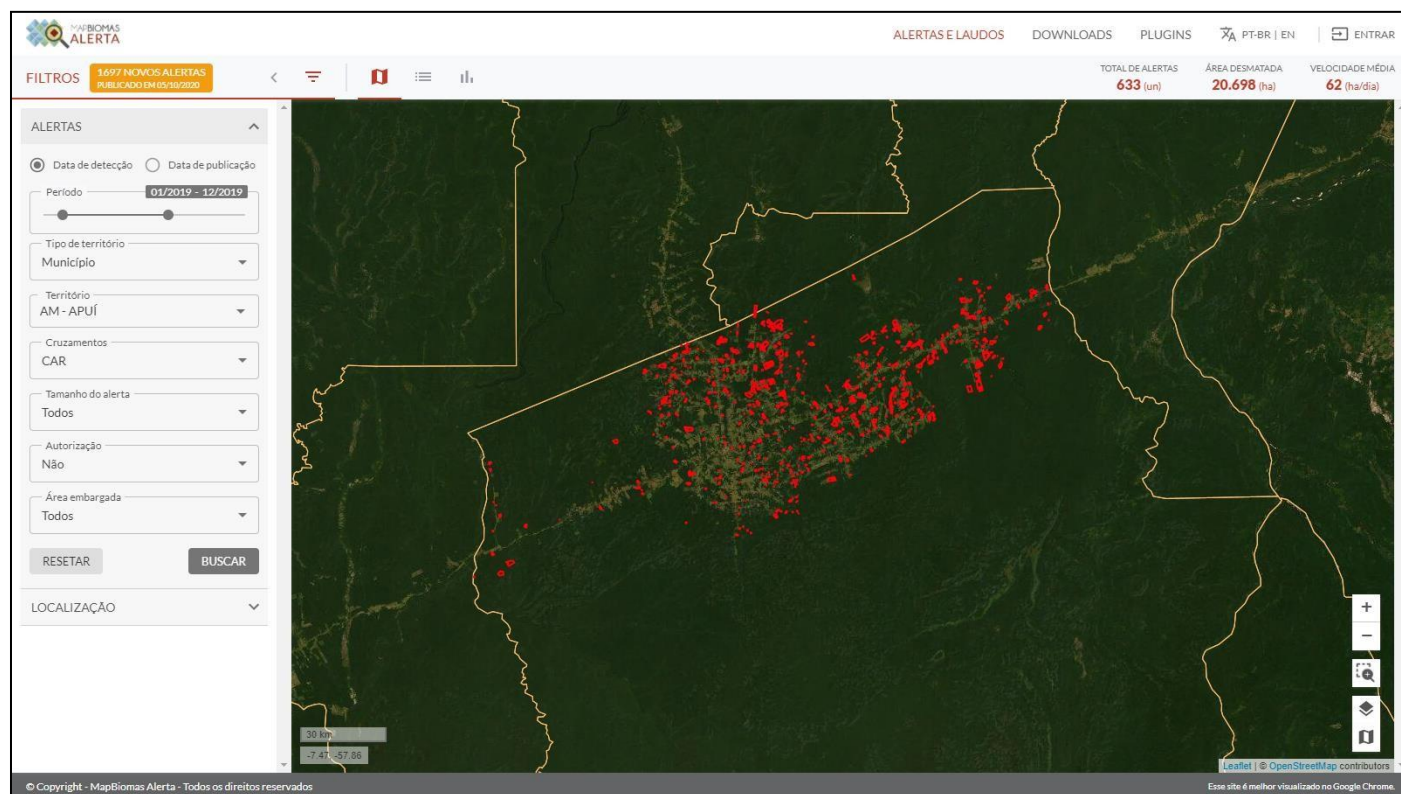 MAPBIOMAS
ALERTA
ALERTAS E LAUDOS DOWNLOADS PLUGINS PT-BR | EN ENTRAR
FILTROS
1697 NOVOS ALERTAS
PUBLICADO EM 05/10/2020
TOTAL DE ALERTAS
633 (un)
ÁREA DESMATADA
20.698 (ha)
VELOCIDADE MÉDIA
62 (ha/dia)
ALERTAS
Data de detecção Data de publicação
Período 01/2019 - 12/2019
Tipo de território
Município
Território
AM - APUÍ
Cruzamentos
CAR
Tamanho do alerta
Todos
Autorização
Não
Área embargada
Todos
RESETAR BUSCAR
LOCALIZAÇÃO
30 km
-7.47, -57.86
Leaflet | © OpenStreetMap contributors
© Copyright - MapBiomas Alerta - Todos os direitos reservados
Esse site é melhor visualizado no Google Chrome.